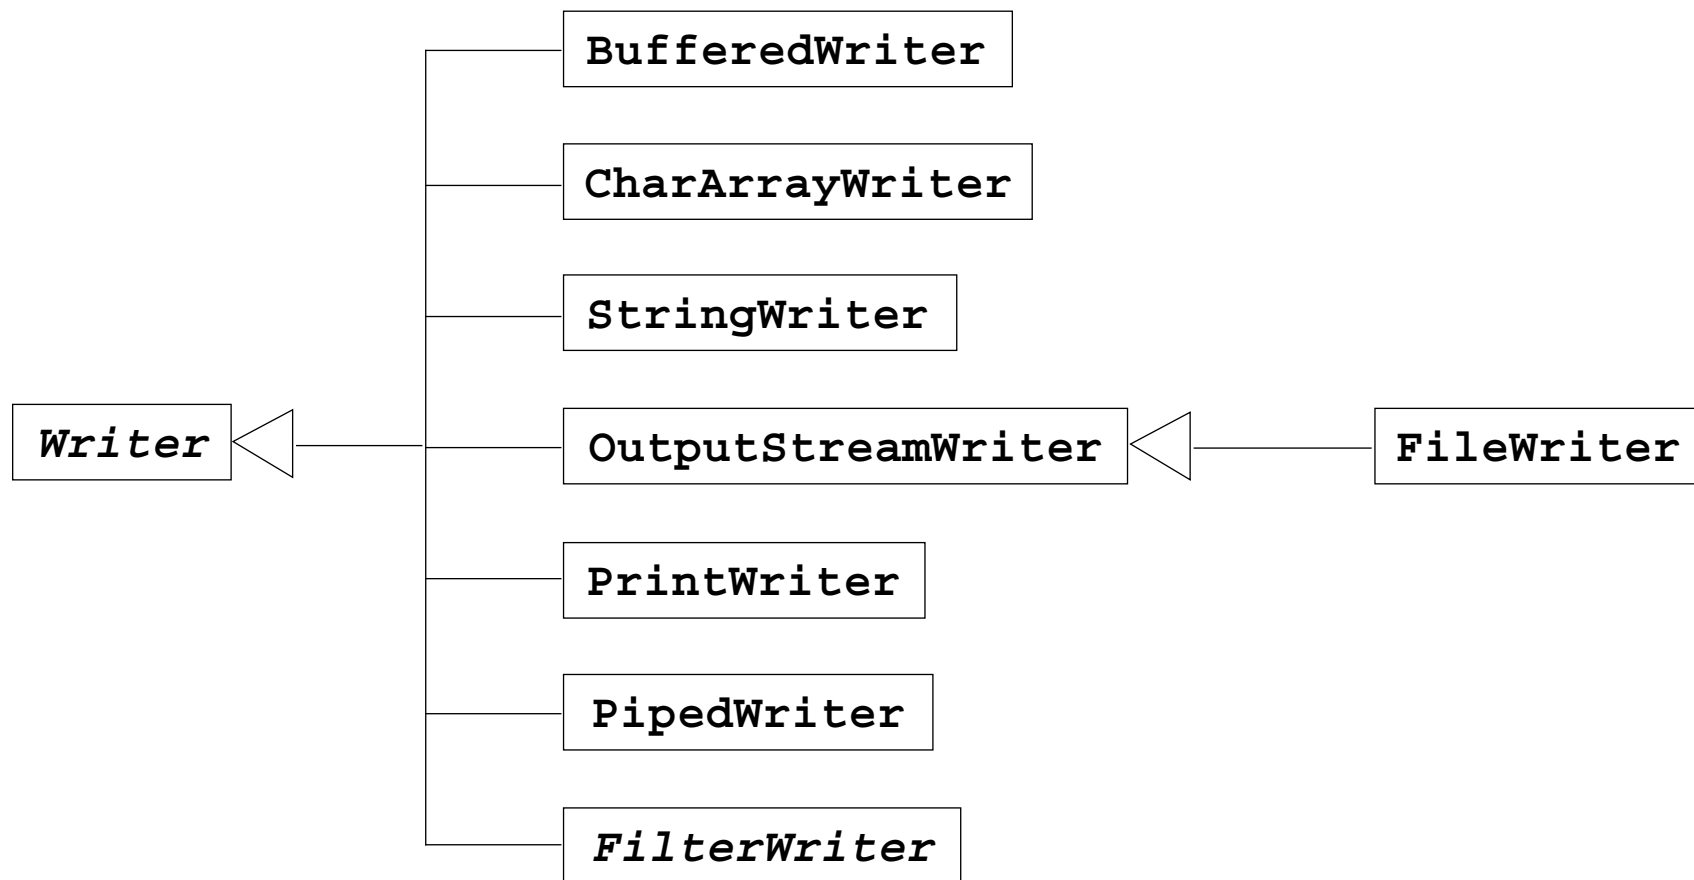 BufferedWriter
CharArrayWriter
StringWriter
Writer
OutputStreamWriter
FileWriter
PrintWriter
PipedWriter
FilterWriter